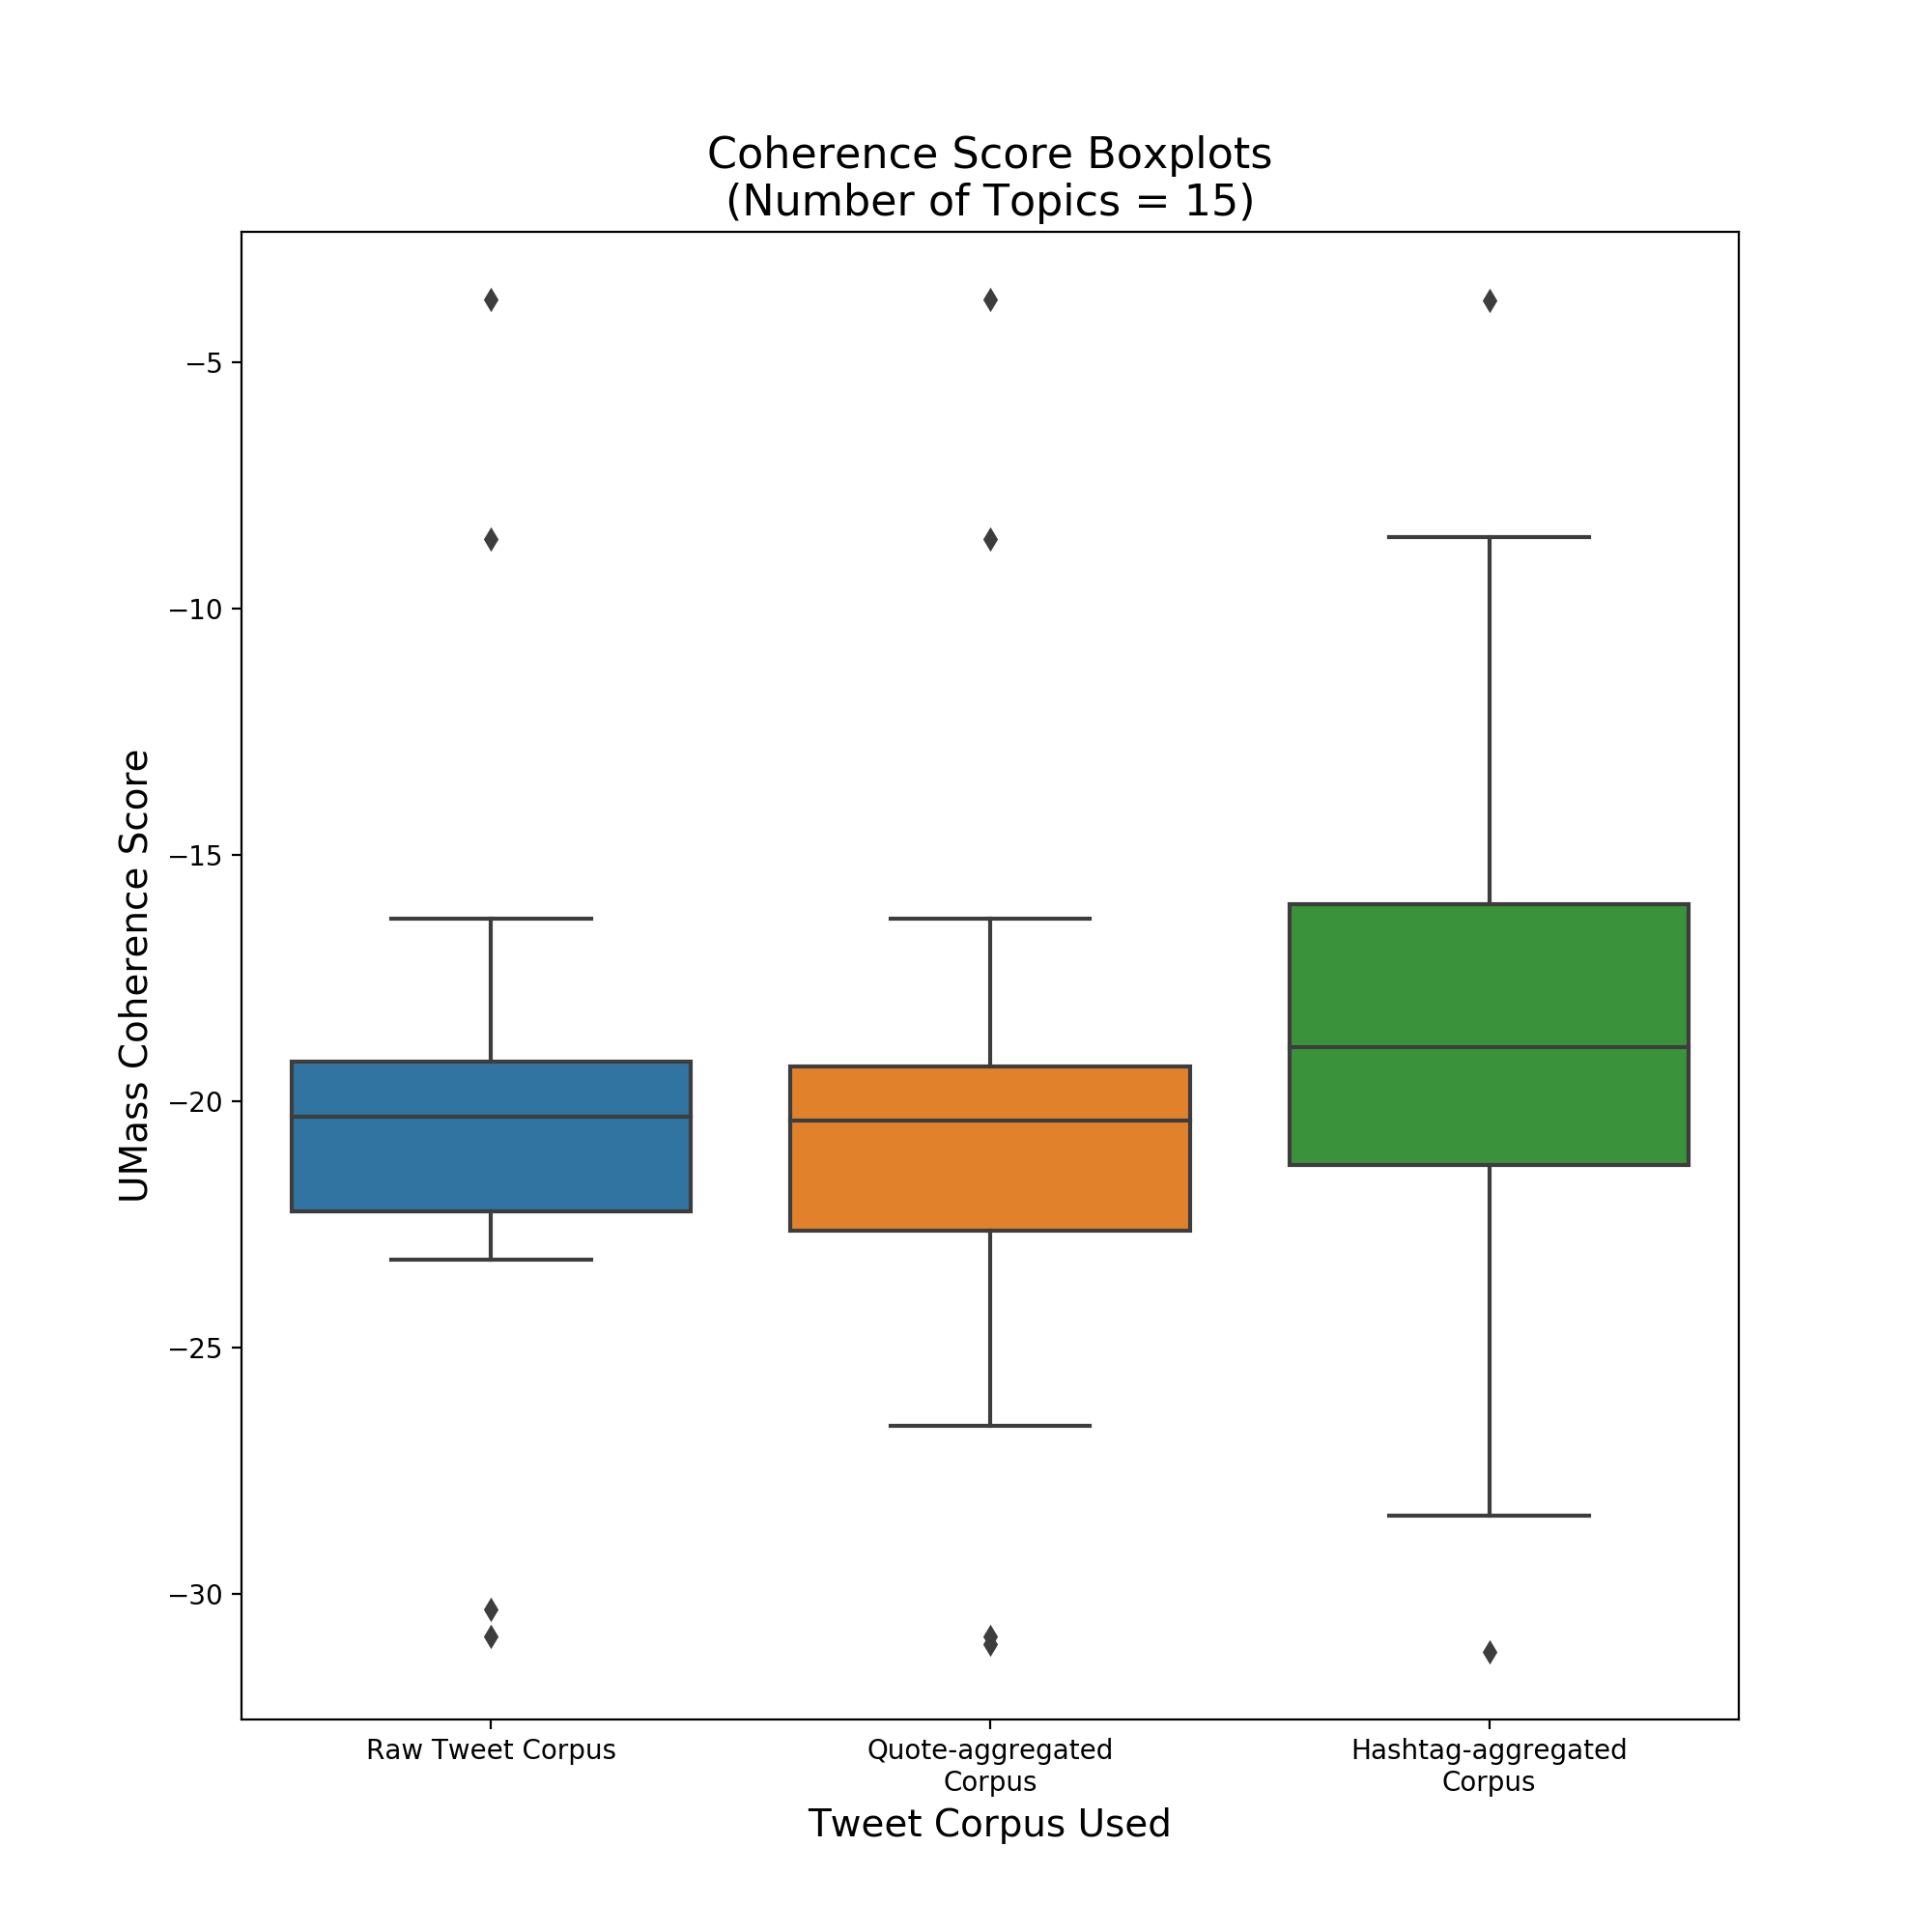 Coherence Score Boxplots
(Number of Topics = 15)
UMass Coherence Score
−5
−10
−15
−20
−25
−30
Raw Tweet Corpus
Quote-aggregated
Corpus
Hashtag-aggregated
Corpus
Tweet Corpus Used